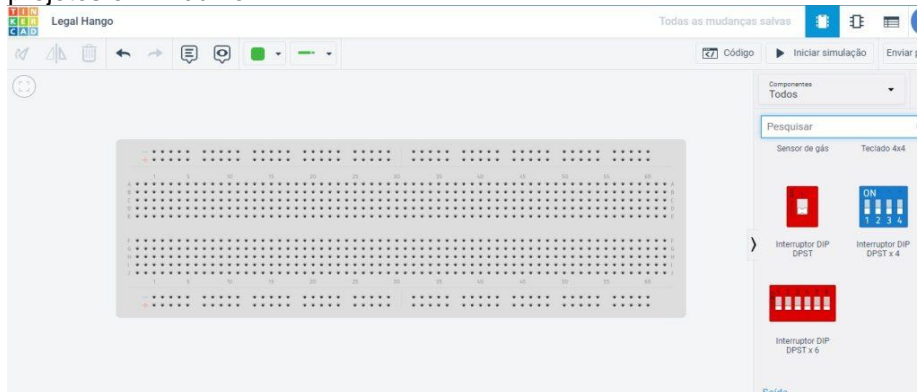 TIN
KER
CAD
Legal Hango
Todas as mudanças salvas
Código
Iniciar simulação
Enviar
Componentes
Todos
Pesquisar
Sensor de gás
Teclado 4x4
ON
1 2 3 4
Interruptor DIP
DPST
Interruptor DIP
DPST x 4
Interruptor DIP
DPST x 6